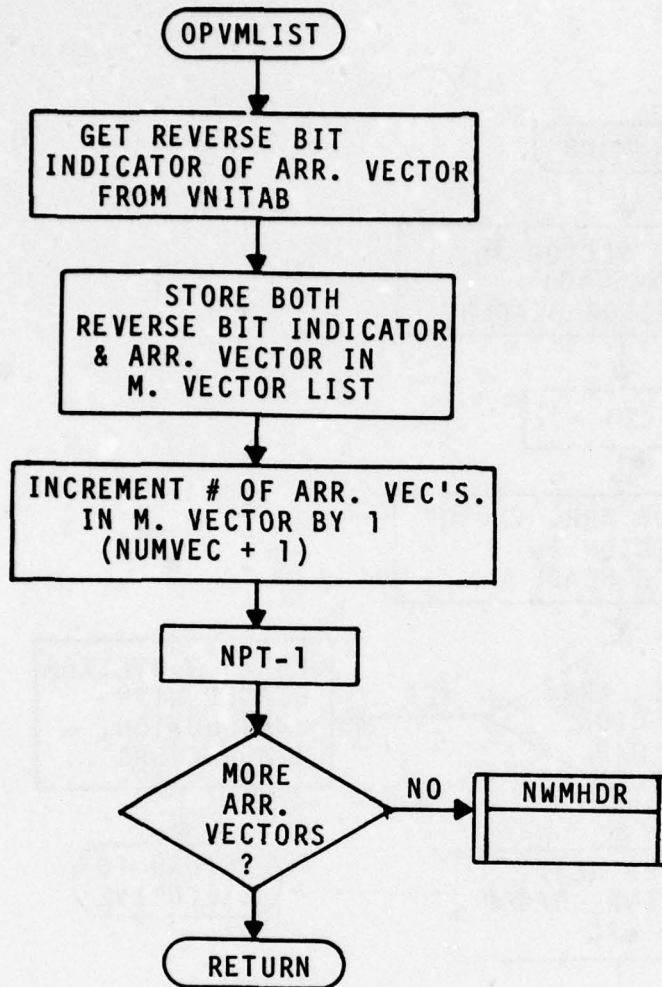 OPVMLIST
GET REVERSE BIT
INDICATOR OF ARR. VECTOR
FROM VNITAB
STORE BOTH
REVERSE BIT INDICATOR
& ARR. VECTOR IN
M. VECTOR LIST
INCREMENT # OF ARR. VEC'S.
IN M. VECTOR BY 1
(NUMVEC + 1)
NPT-1
MORE
ARR.
VECTORS
?
NO
NWMHDR
RETURN